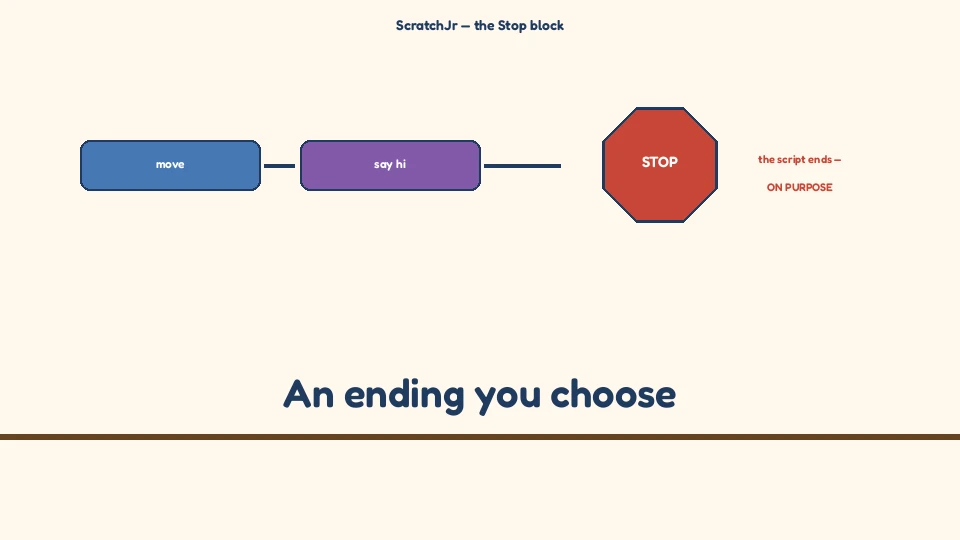 ScratchJr — the Stop block
move
say hi
STOP
the script ends —
ON PURPOSE
An ending you choose